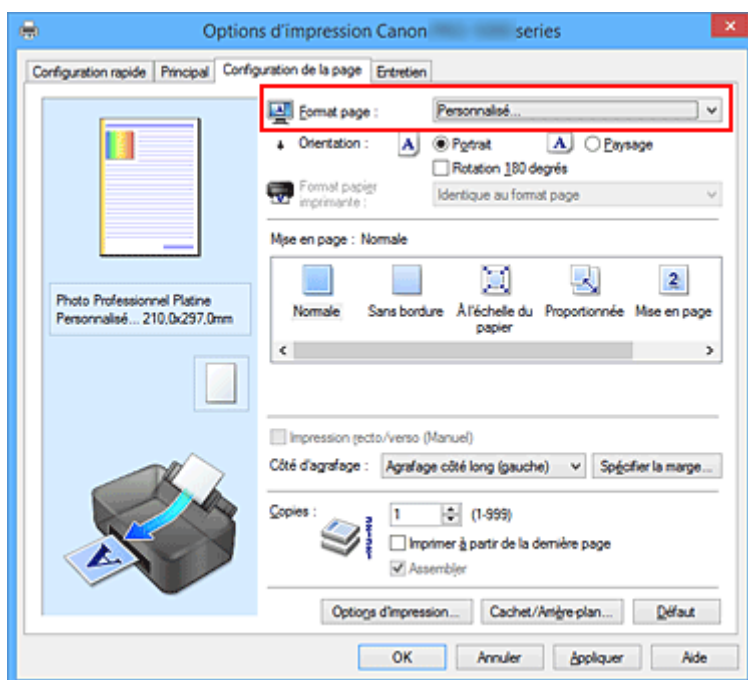 Options d'impression Canon series
Configuration rapide Principal Configuration de la page Entretien
Format page : Personnalisé...
Orientation : A Portrait A Paysage
Rotation 180 degrés
Format papier imprimante : Identique au format page
Mise en page : Normale
Normale Sans bordure À l'échelle du papier Proportionnée Mise en page
Photo Professionnel Platine
Personnalisé... 210,0x297,0mm
Impression recto/verso (Manuel)
Côté d'agrafage : Agrafage côté long (gauche) Spécifier la marge...
Copies : 1 (1-999)
Imprimer à partir de la dernière page
Assembler
Options d'impression... Cachet/Arrière-plan... Défaut
OK Annuler Appliquer Aide